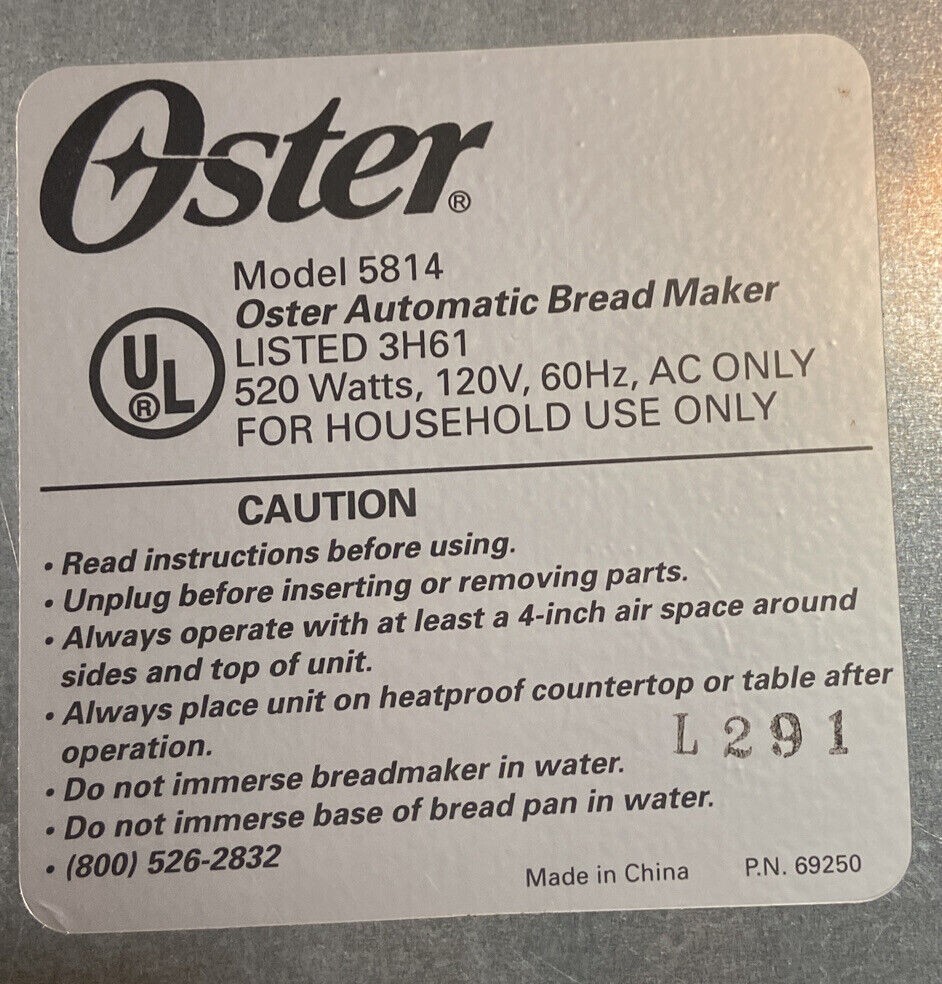 Oster®
Model 5814
Oster Automatic Bread Maker
UL®
LISTED 3H61
520 Watts, 120V, 60Hz, AC ONLY
FOR HOUSEHOLD USE ONLY
CAUTION
• Read instructions before using.
• Unplug before inserting or removing parts.
• Always operate with at least a 4-inch air space around
sides and top of unit.
• Always place unit on heatproof countertop or table after
operation.
L 291
• Do not immerse breadmaker in water.
• Do not immerse base of bread pan in water.
• (800) 526-2832
Made in China
P.N. 69250